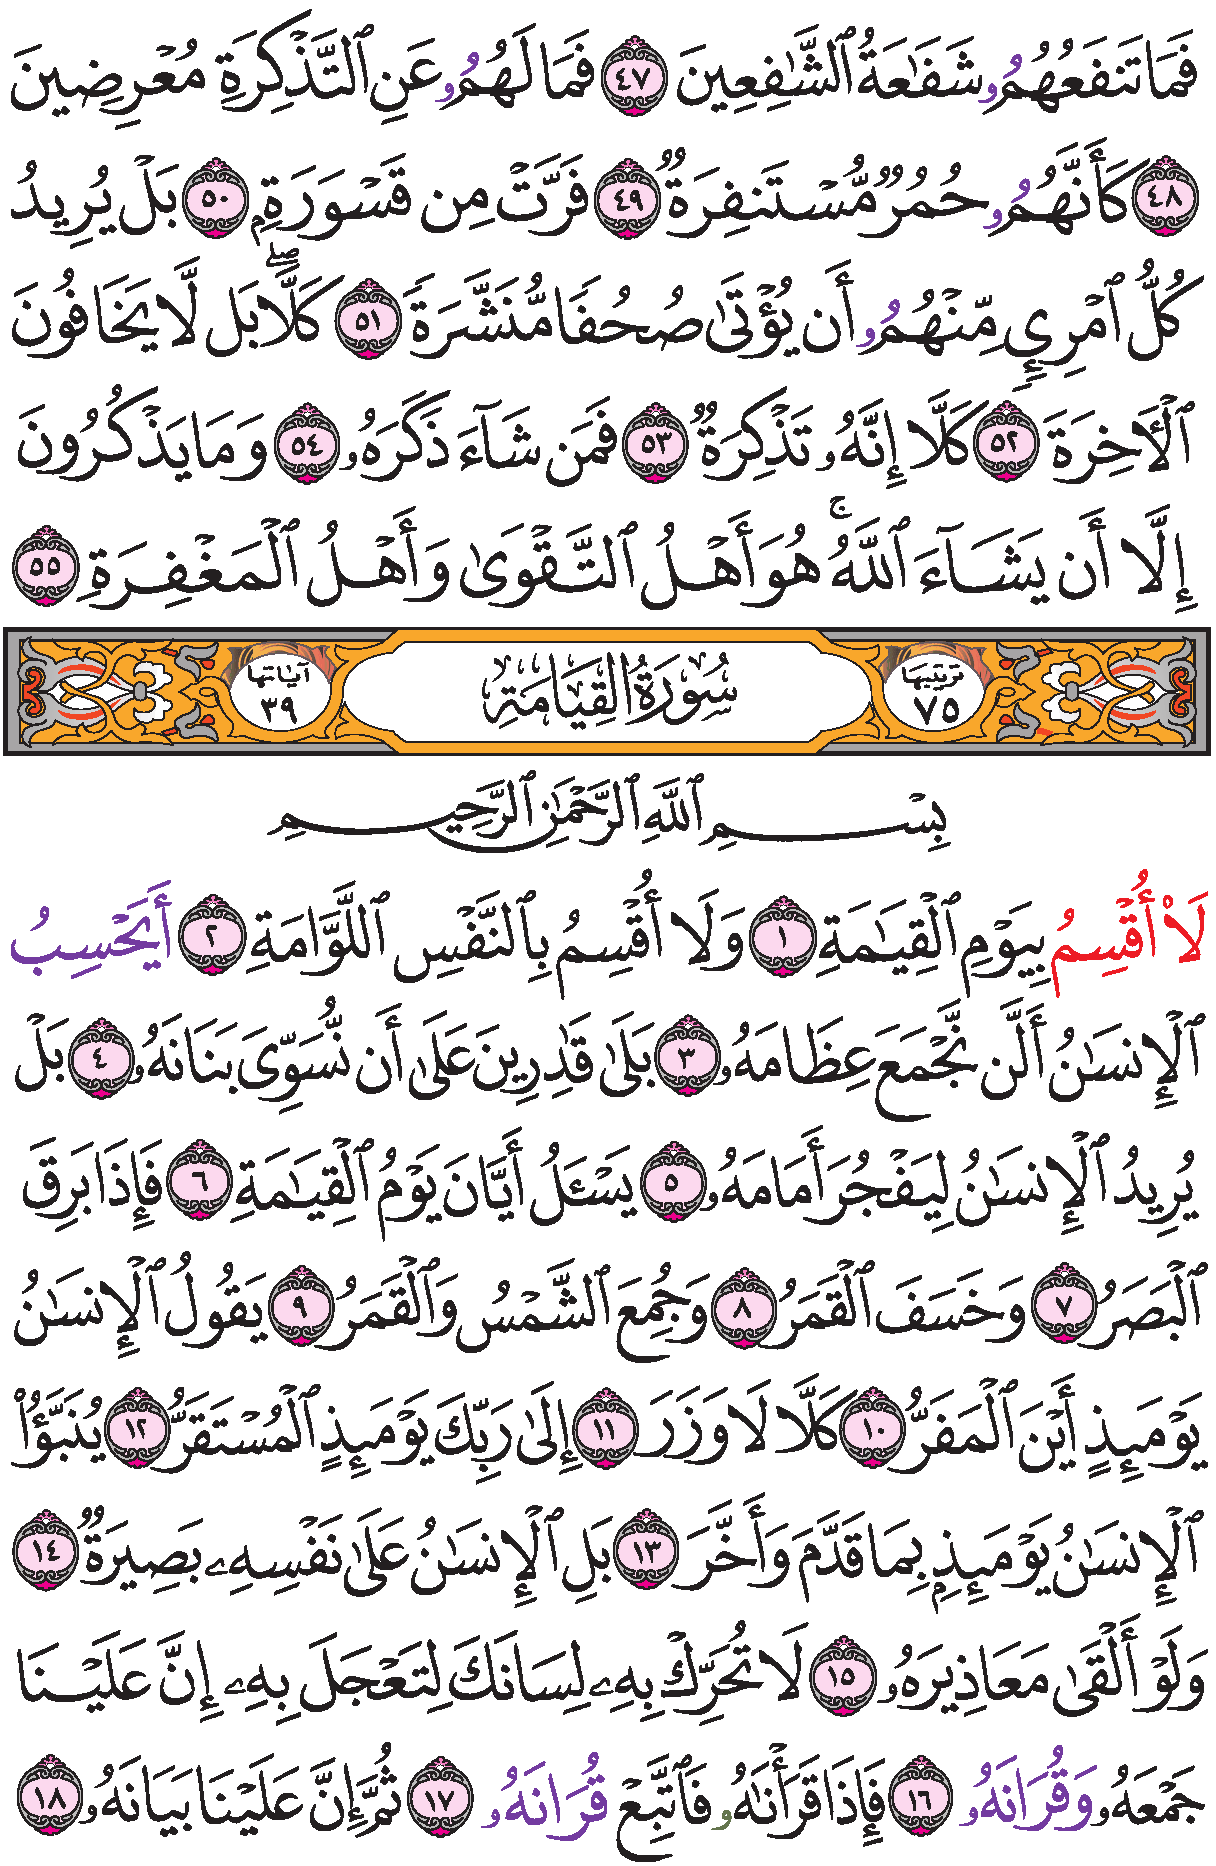 فَمَا تَنفَعُهُمُۥ شَفَٰعَةُ ٱلشَّٰفِعِينَ ٤٧ فَمَا لَهُمُۥ عَنِ ٱلتَّذْكِرَةِ مُعْرِضِينَ
٤٨ كَأَنَّهُمُۥ حُمُرٌ مُّسْتَنفِرَةٌ ٤٩ فَرَّتْ مِن قَسْوَرَةِۭ ٥٠ بَلْ يُرِيدُ
كُلُّ ٱمْرِيٕٖ مِّنْهُمُۥ أَن يُؤْتَىٰ صُحُفًا مُّنَشَّرَةً ٥١ كَلَّاۖ بَل لَّا يَخَافُونَ
ٱلْأَخِرَةَ ٥٢ كَلَّا إِنَّهُۥ تَذْكِرَةٌ ٥٣ فَمَن شَآءَ ذَكَرَهُۥ ٥٤ وَمَا يَذْكُرُونَ
إِلَّا أَن يَشَآءَ ٱللَّهُۚ هُوَ أَهْلُ ٱلتَّقْوَىٰ وَأَهْلُ ٱلْمَغْفِرَةِ ٥٥
ترتيبها ٧٥ سُورَةُ القِيَامَةِ آياتها ٣٩
بِسْمِ ٱللَّهِ ٱلرَّحْمَٰنِ ٱلرَّحِيمِ
لَأُقْسِمُ بِيَوْمِ ٱلْقِيَٰمَةِ ١ وَلَا أُقْسِمُ بِٱلنَّفْسِ ٱللَّوَّامَةِ ٢ أَيَحْسِبُ
ٱلْإِنسَٰنُ أَلَّن نَّجْمَعَ عِظَامَهُۥ ٣ بَلَىٰ قَٰدِرِينَ عَلَىٰ أَن نُّسَوِّىَ بَنَانَهُۥ ٤ بَلْ
يُرِيدُ ٱلْإِنسَٰنُ لِيَفْجُرَ أَمَامَهُۥ ٥ يَسْـَٔلُ أَيَّانَ يَوْمُ ٱلْقِيَٰمَةِ ٦ فَإِذَا بَرِقَ
ٱلْبَصَرُ ٧ وَخَسَفَ ٱلْقَمَرُ ٨ وَجُمِعَ ٱلشَّمْسُ وَٱلْقَمَرُ ٩ يَقُولُ ٱلْإِنسَٰنُ
يَوْمَئِذٍ أَيْنَ ٱلْمَفَرُّ ١٠ كَلَّا لَا وَزَرَ ١١ إِلَىٰ رَبِّكَ يَوْمَئِذٍ ٱلْمُسْتَقَرُّ ١٢ يُنَبَّؤُا۟
ٱلْإِنسَٰنُ يَوْمَئِذِۭ بِمَا قَدَّمَ وَأَخَّرَ ١٣ بَلِ ٱلْإِنسَٰنُ عَلَىٰ نَفْسِهِۦ بَصِيرَةٌ ١٤
وَلَوْ أَلْقَىٰ مَعَاذِيرَهُۥ ١٥ لَا تُحَرِّكْ بِهِۦ لِسَانَكَ لِتَعْجَلَ بِهِۦ إِنَّ عَلَيْنَا
جَمْعَهُۥ وَقُرَانَهُۥ ١٦ فَإِذَا قَرَأْنَٰهُۥ فَٱتَّبِعْ قُرَانَهُۥ ١٧ ثُمَّ إِنَّ عَلَيْنَا بَيَانَهُۥ ١٨